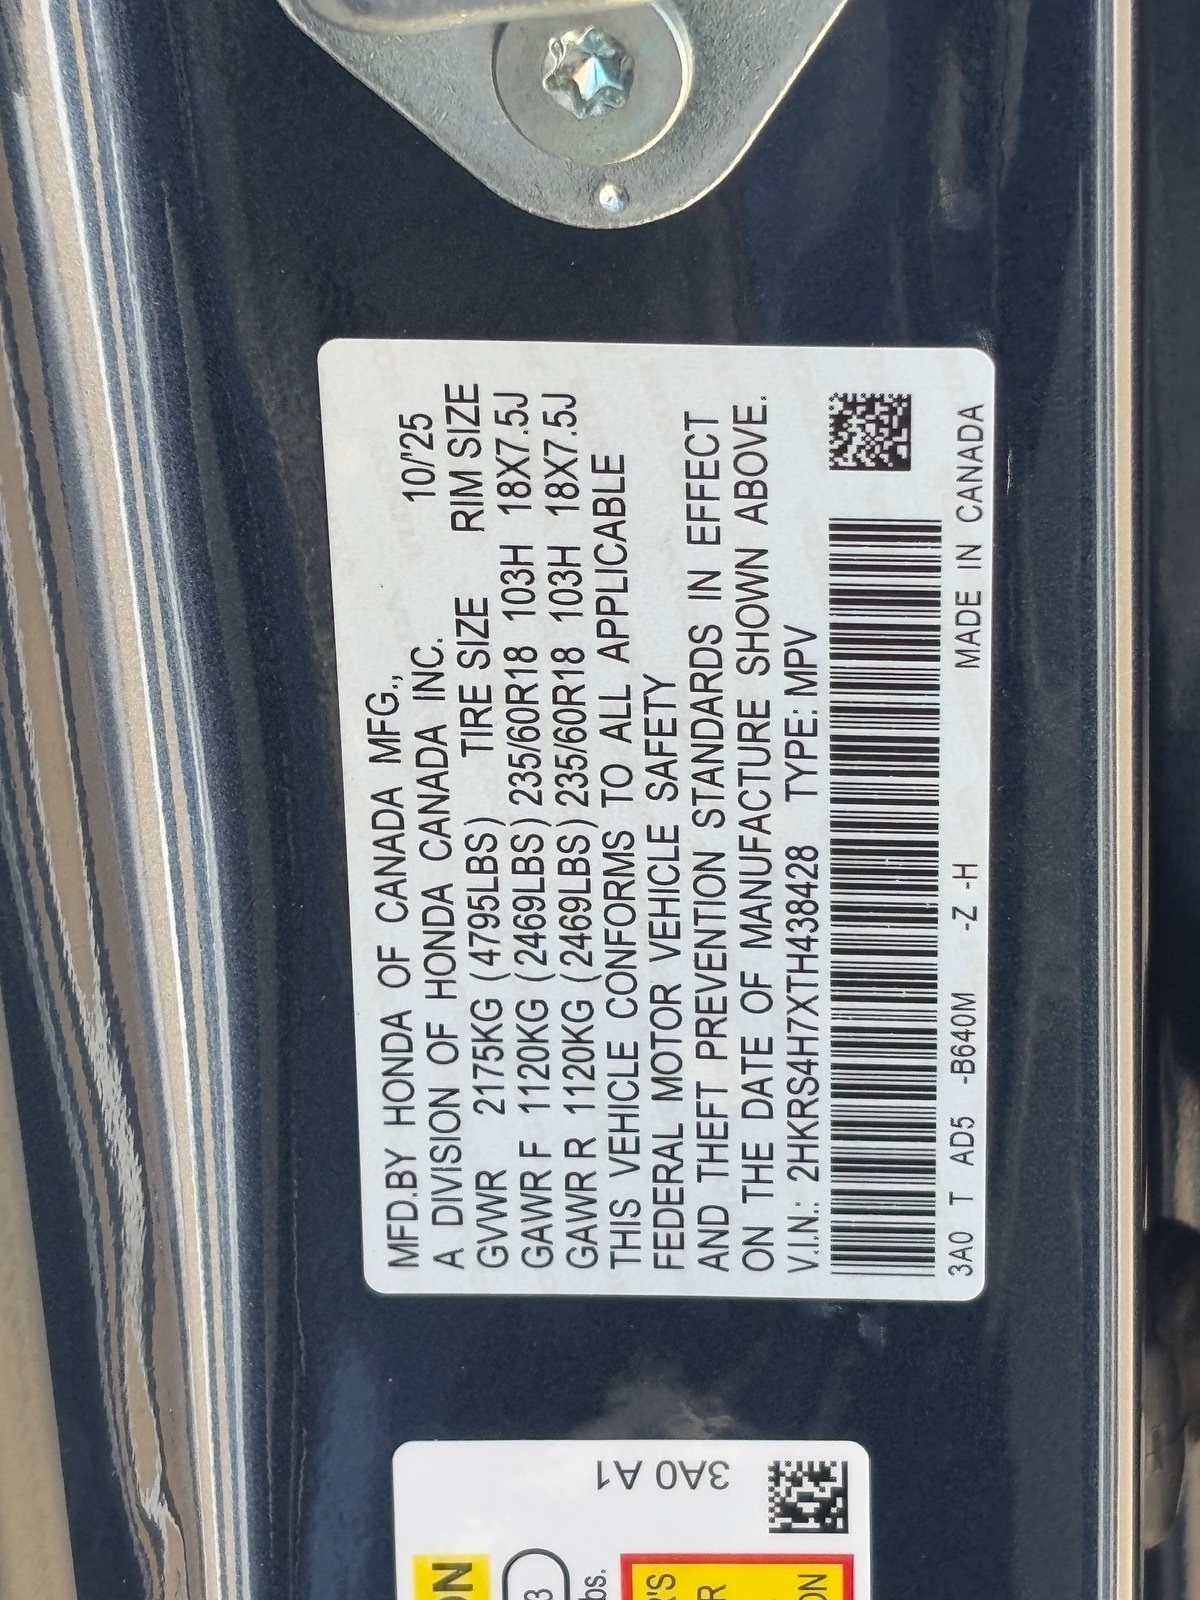 MFD.BY HONDA OF CANADA MFG.,
A DIVISION OF HONDA CANADA INC. 10/'25
GVWR 2175KG (4795LBS) TIRE SIZE RIM SIZE
GAWR F 1120KG (2469LBS) 235/60R18 103H 18X7.5J
GAWR R 1120KG (2469LBS) 235/60R18 103H 18X7.5J
THIS VEHICLE CONFORMS TO ALL APPLICABLE
FEDERAL MOTOR VEHICLE SAFETY
AND THEFT PREVENTION STANDARDS IN EFFECT
ON THE DATE OF MANUFACTURE SHOWN ABOVE.
V.I.N.: 2HKRS4H7XTH438428 TYPE: MPV
3A0 T AD5 -B640M -Z -H MADE IN CANADA
3A0 A1